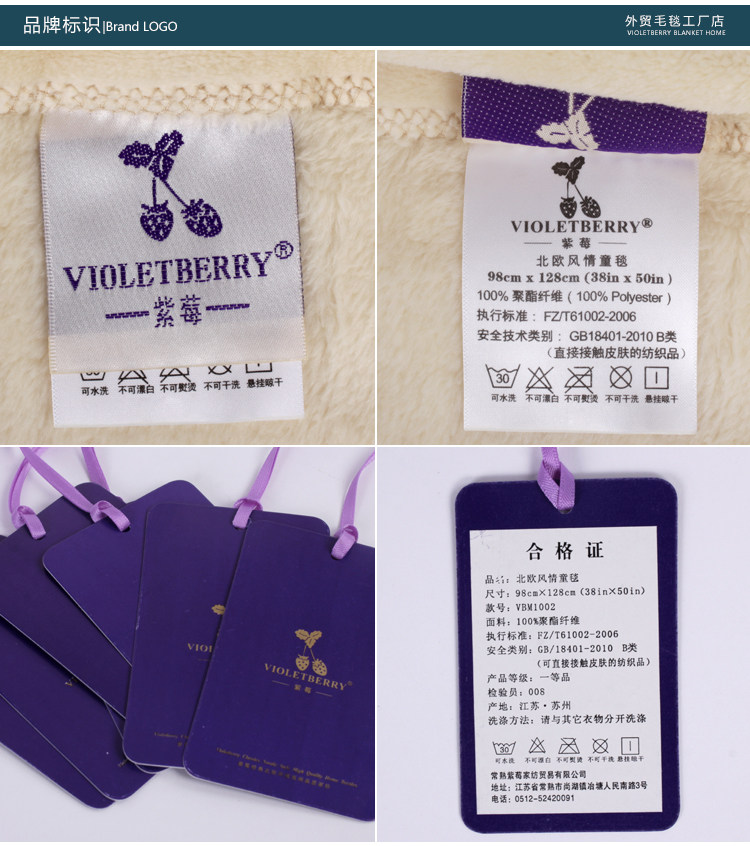 品牌标识|Brand LOGO
外贸毛毯工厂店
VIOLETBERRY BLANKET HOME
VIOLETBERRY®
紫莓
30
可水洗 不可漂白 不可熨烫 不可干洗 悬挂晾干
VIOLETBERRY®
紫莓
北欧风情童毯
98cm x 128cm (38in x 50in )
100% 聚酯纤维 ( 100% Polyester )
执行标准： FZ/T61002-2006
安全技术类别： GB18401-2010 B类
（直接接触皮肤的纺织品）
30
可水洗 不可漂白 不可熨烫 不可干洗 悬挂晾干
VIOLETBERRY
紫莓
合格证
品名: 北欧风情童毯
尺寸: 98cm×128cm (38in×50in)
款号: VBM1002
面料: 100%聚酯纤维
执行标准: FZ/T61002-2006
安全类别: GB/18401-2010 B类
(可直接接触皮肤的纺织品)
产品等级: 一等品
检验员: 008
产地: 江苏·苏州
洗涤方法: 请与其它衣物分开洗涤
30
可水洗 不可漂白 不可熨烫 不可干洗 悬挂晾干
常熟紫莓家纺贸易有限公司
地址: 江苏省常熟市尚湖镇冶塘人民南路3号
电话: 0512-52420091